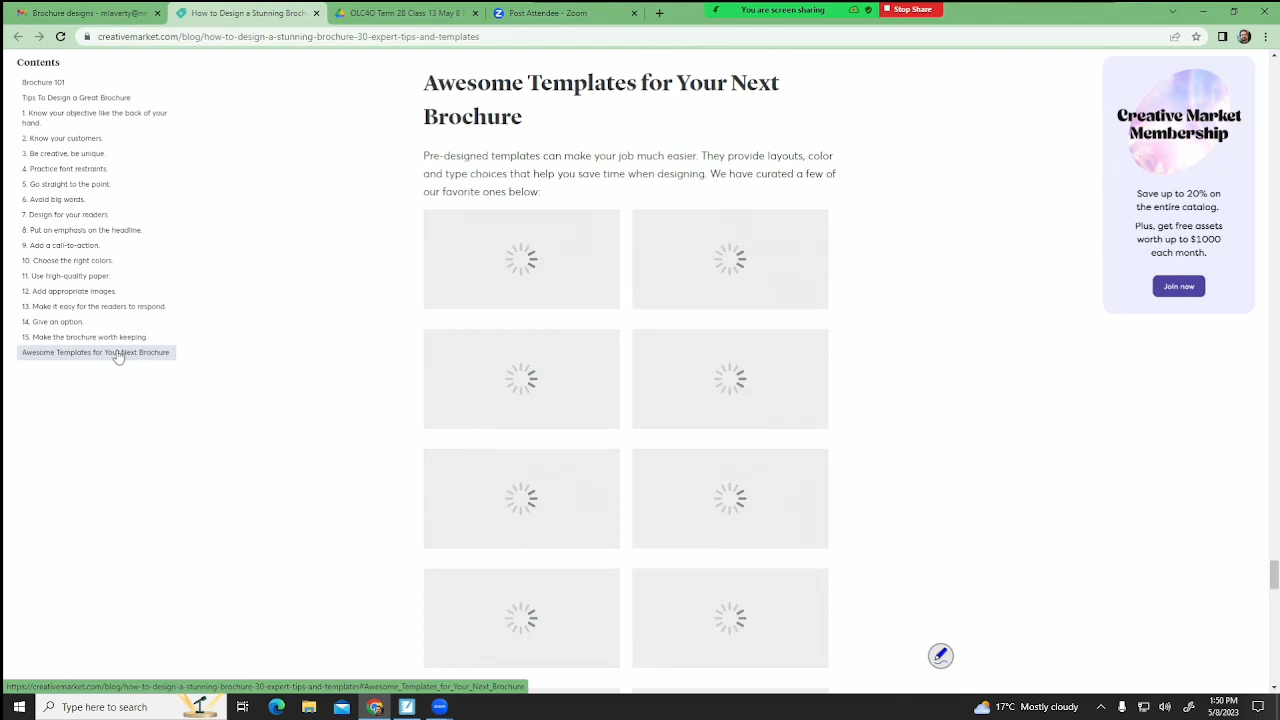 Brochure designs - mlaverty@n
How to Design a Stunning Broch
OLC4O Term 2B Class 13 May 8
Post Attendee - Zoom
You are screen sharing
Stop Share
creativemarket.com/blog/how-to-design-a-stunning-brochure-30-expert-tips-and-templates
Contents
Brochure 101
Tips To Design a Great Brochure
1. Know your objective like the back of your
hand.
2. Know your customers.
3. Be creative, be unique.
4. Practice font restraints.
5. Go straight to the point.
6. Avoid big words.
7. Design for your readers.
8. Put an emphasis on the headline.
9. Add a call-to-action.
10. Choose the right colors.
11. Use high-quality paper.
12. Add appropriate images.
13. Make it easy for the readers to respond.
14. Give an option.
15. Make the brochure worth keeping.
Awesome Templates for Your Next Brochure
Awesome Templates for Your Next
Brochure
Pre-designed templates can make your job much easier. They provide layouts, color
and type choices that help you save time when designing. We have curated a few of
our favorite ones below:
Creative Market
Membership
Save up to 20% on
the entire catalog.
Plus, get free assets
worth up to $1000
each month.
Join now
https://creativemarket.com/blog/how-to-design-a-stunning-brochure-30-expert-tips-and-templates#Awesome_Templates_for_Your_Next_Brochure
Type here to search
zoom
17°C Mostly cloudy
1:50 PM
5/8/2023